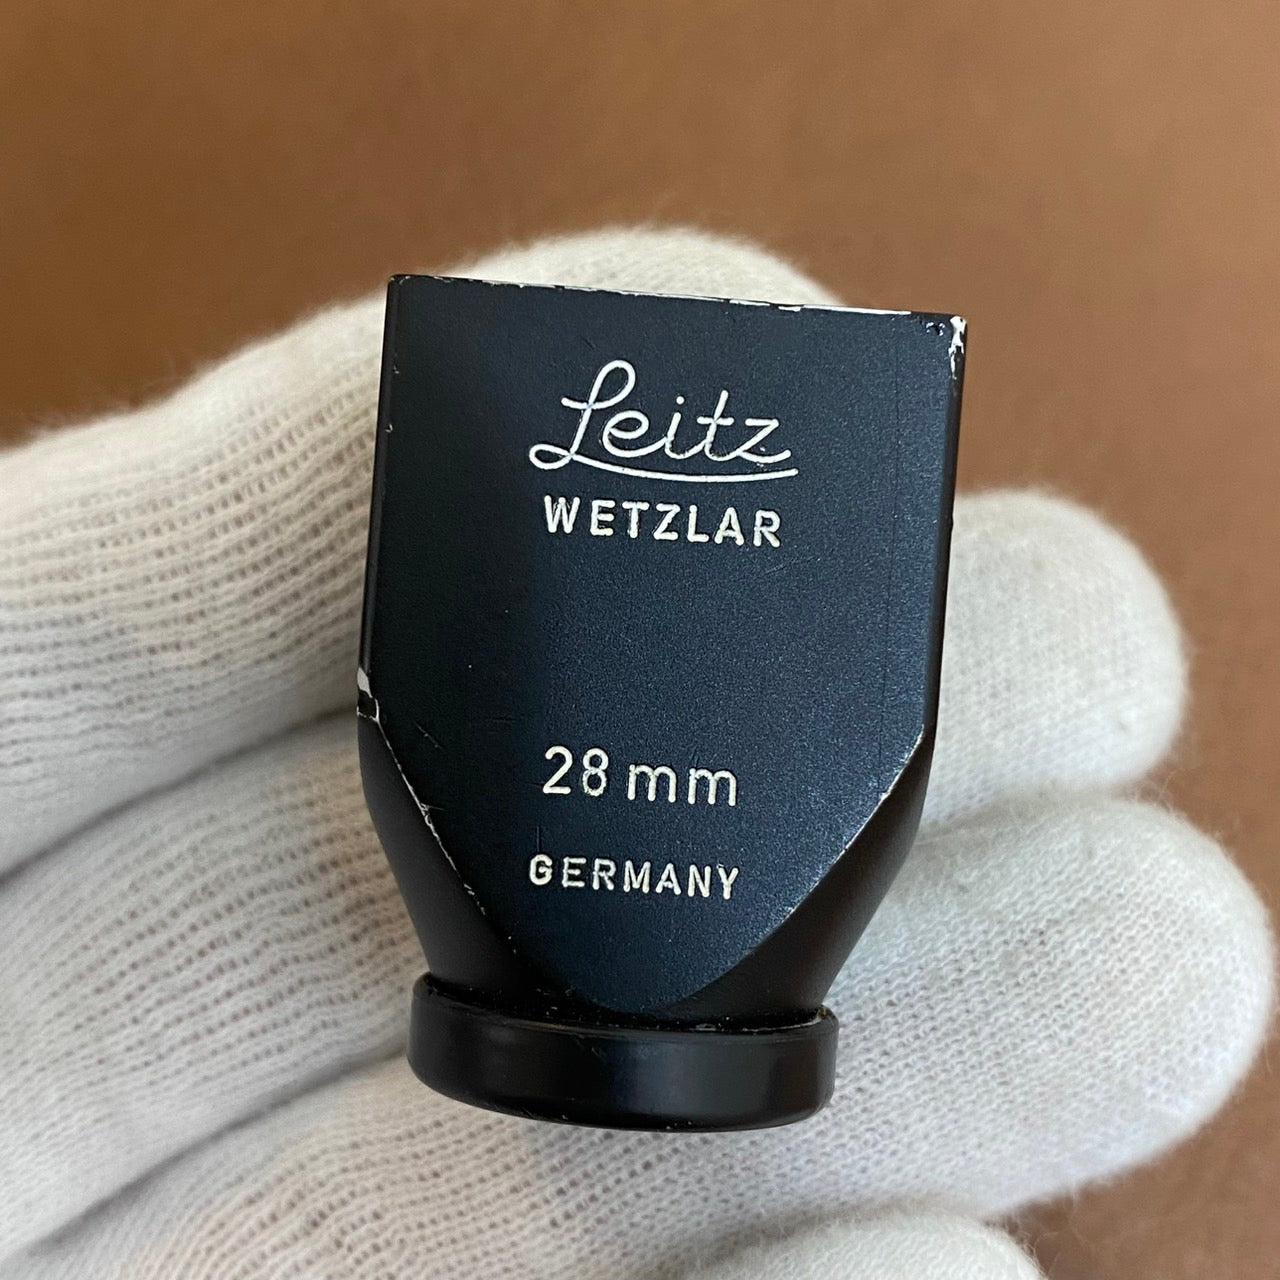 Leitz
WETZLAR
28 mm
GERMANY